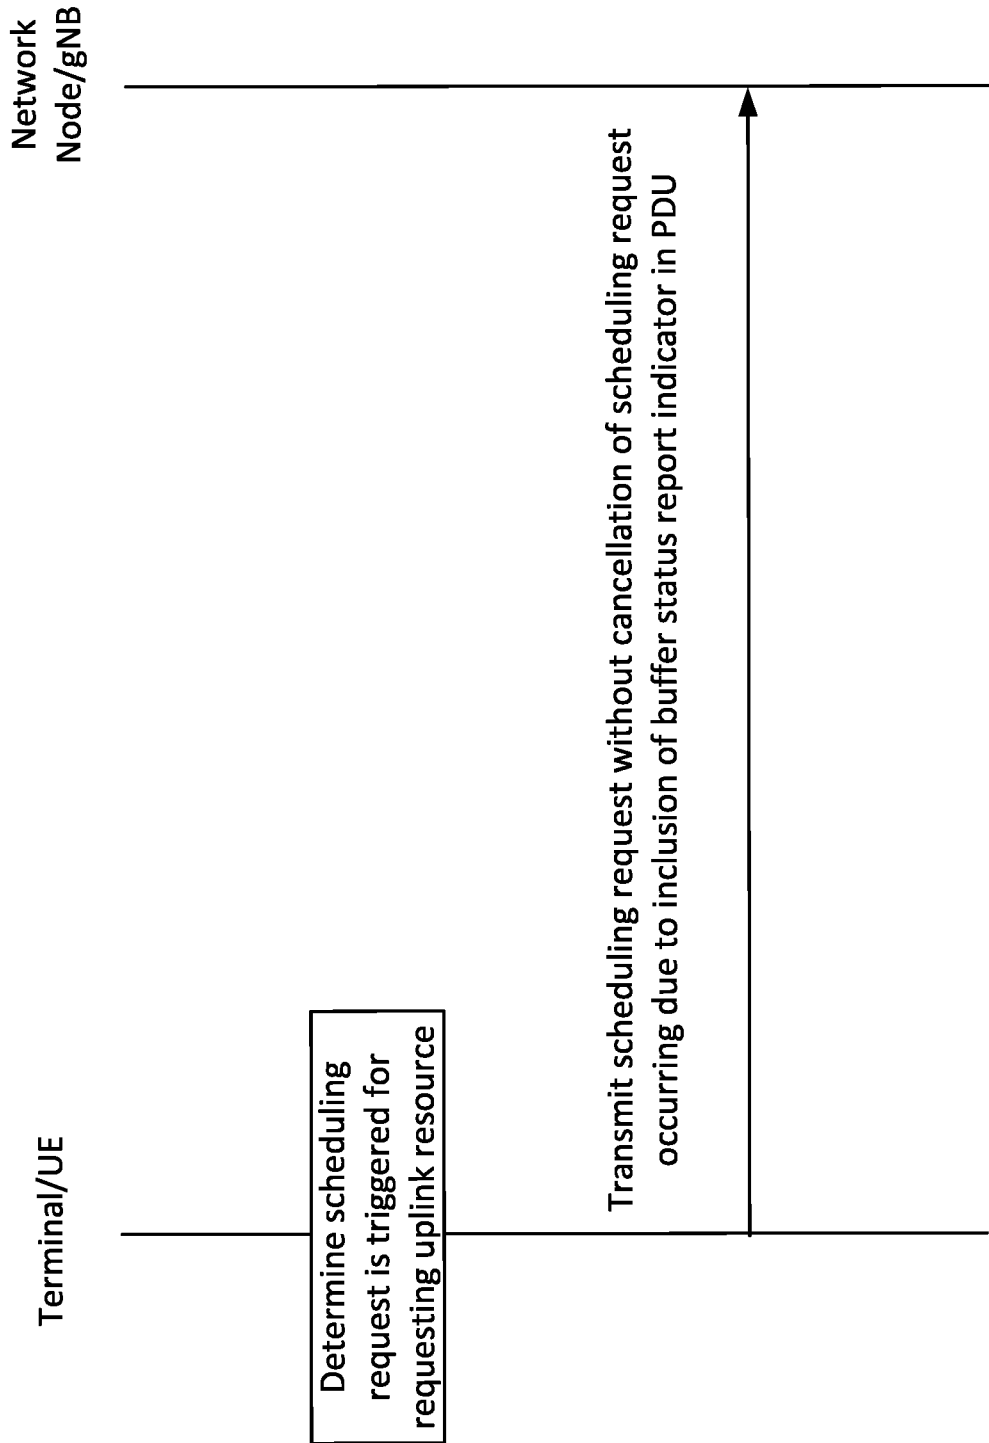 Terminal/UE
Network
Node/gNB
Determine scheduling
request is triggered for
requesting uplink resource
Transmit scheduling request without cancellation of scheduling request
occurring due to inclusion of buffer status report indicator in PDU